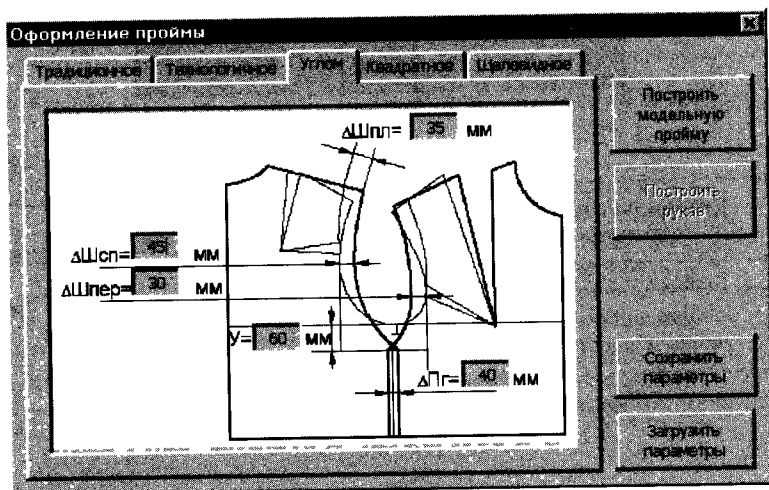 Оформление проймы
Традиционное Технологичное Углом Квадратное Щелевидное
ΔШпл= 35 мм
ΔШсп= 45 мм
ΔШпер= 30 мм
У= 60 мм
ΔПг= 40 мм
Построить
модельную
пройму
Построить
рукав
Сохранить
параметры
Загрузить
параметры